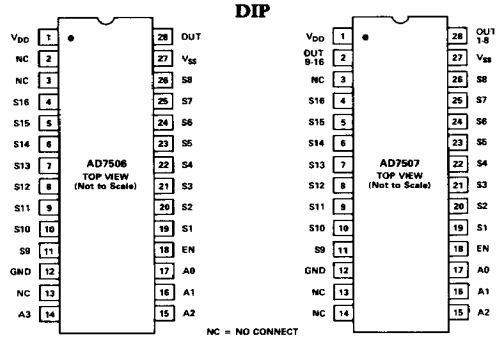 DIP
VDD 1 28 OUT
NC 2 27 VSS
NC 3 26 S8
S16 4 25 S7
S15 5 24 S6
S14 6 23 S5
S13 7 22 S4
S12 8 21 S3
S11 9 20 S2
S10 10 19 S1
S9 11 18 EN
GND 12 17 A0
NC 13 16 A1
A3 14 15 A2
AD7506
TOP VIEW
(Not to Scale)
VDD 1 28 OUT 1-8
OUT 9-16 2 27 VSS
NC 3 26 S8
S16 4 25 S7
S15 5 24 S6
S14 6 23 S5
S13 7 22 S4
S12 8 21 S3
S11 9 20 S2
S10 10 19 S1
S9 11 18 EN
GND 12 17 A0
NC 13 16 A1
NC 14 15 A2
AD7507
TOP VIEW
(Not to Scale)
NC = NO CONNECT